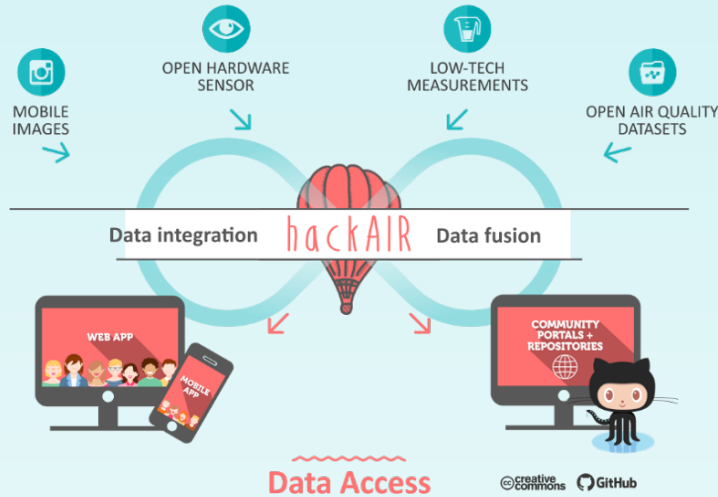 MOBILE
IMAGES
OPEN HARDWARE
SENSOR
LOW-TECH
MEASUREMENTS
OPEN AIR QUALITY
DATASETS
Data integration
hackAIR
Data fusion
WEB APP
MOBILE
APP
COMMUNITY
PORTALS +
REPOSITORIES
Data Access
cc creative
commons
GitHub